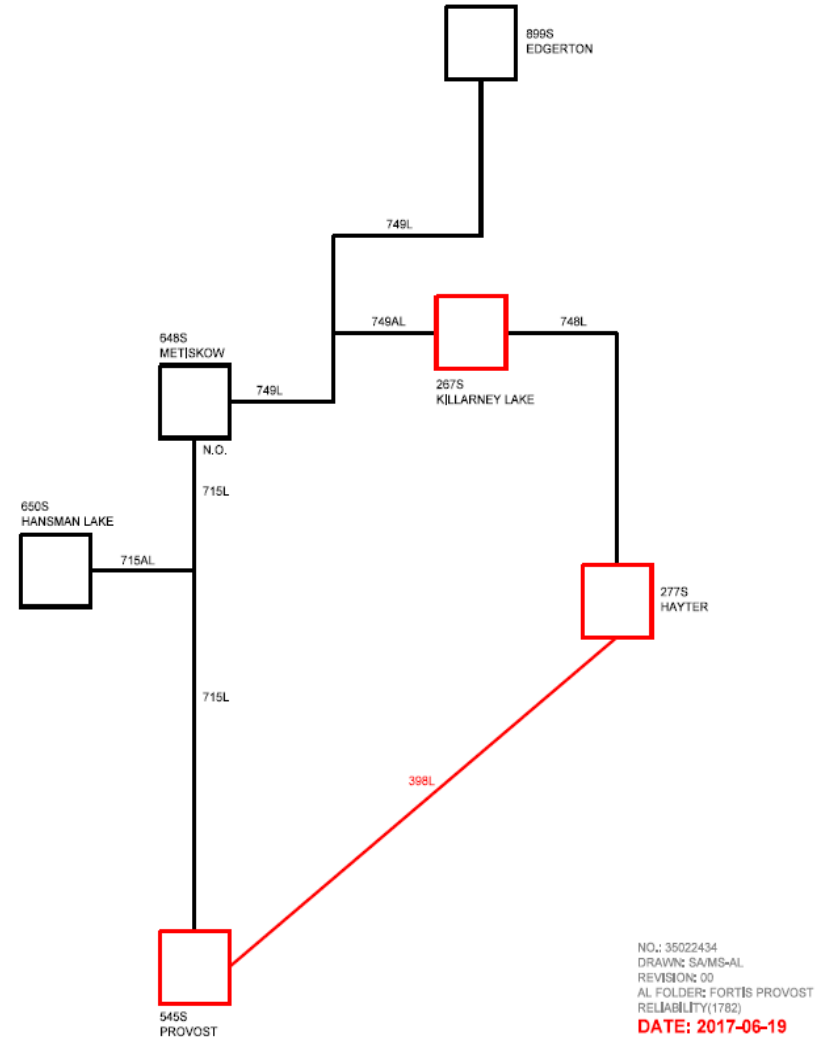 899S
EDGERTON
749L
749AL
748L
648S
METISKOW
749L
267S
KILLARNEY LAKE
N.O.
715L
650S
HANSMAN LAKE
715AL
277S
HAYTER
715L
398L
545S
PROVOST
NO.: 35022434
DRAWN: SA/MS-AL
REVISION: 00
AL FOLDER: FORTIS PROVOST
RELIABILITY(1782)
DATE: 2017-06-19